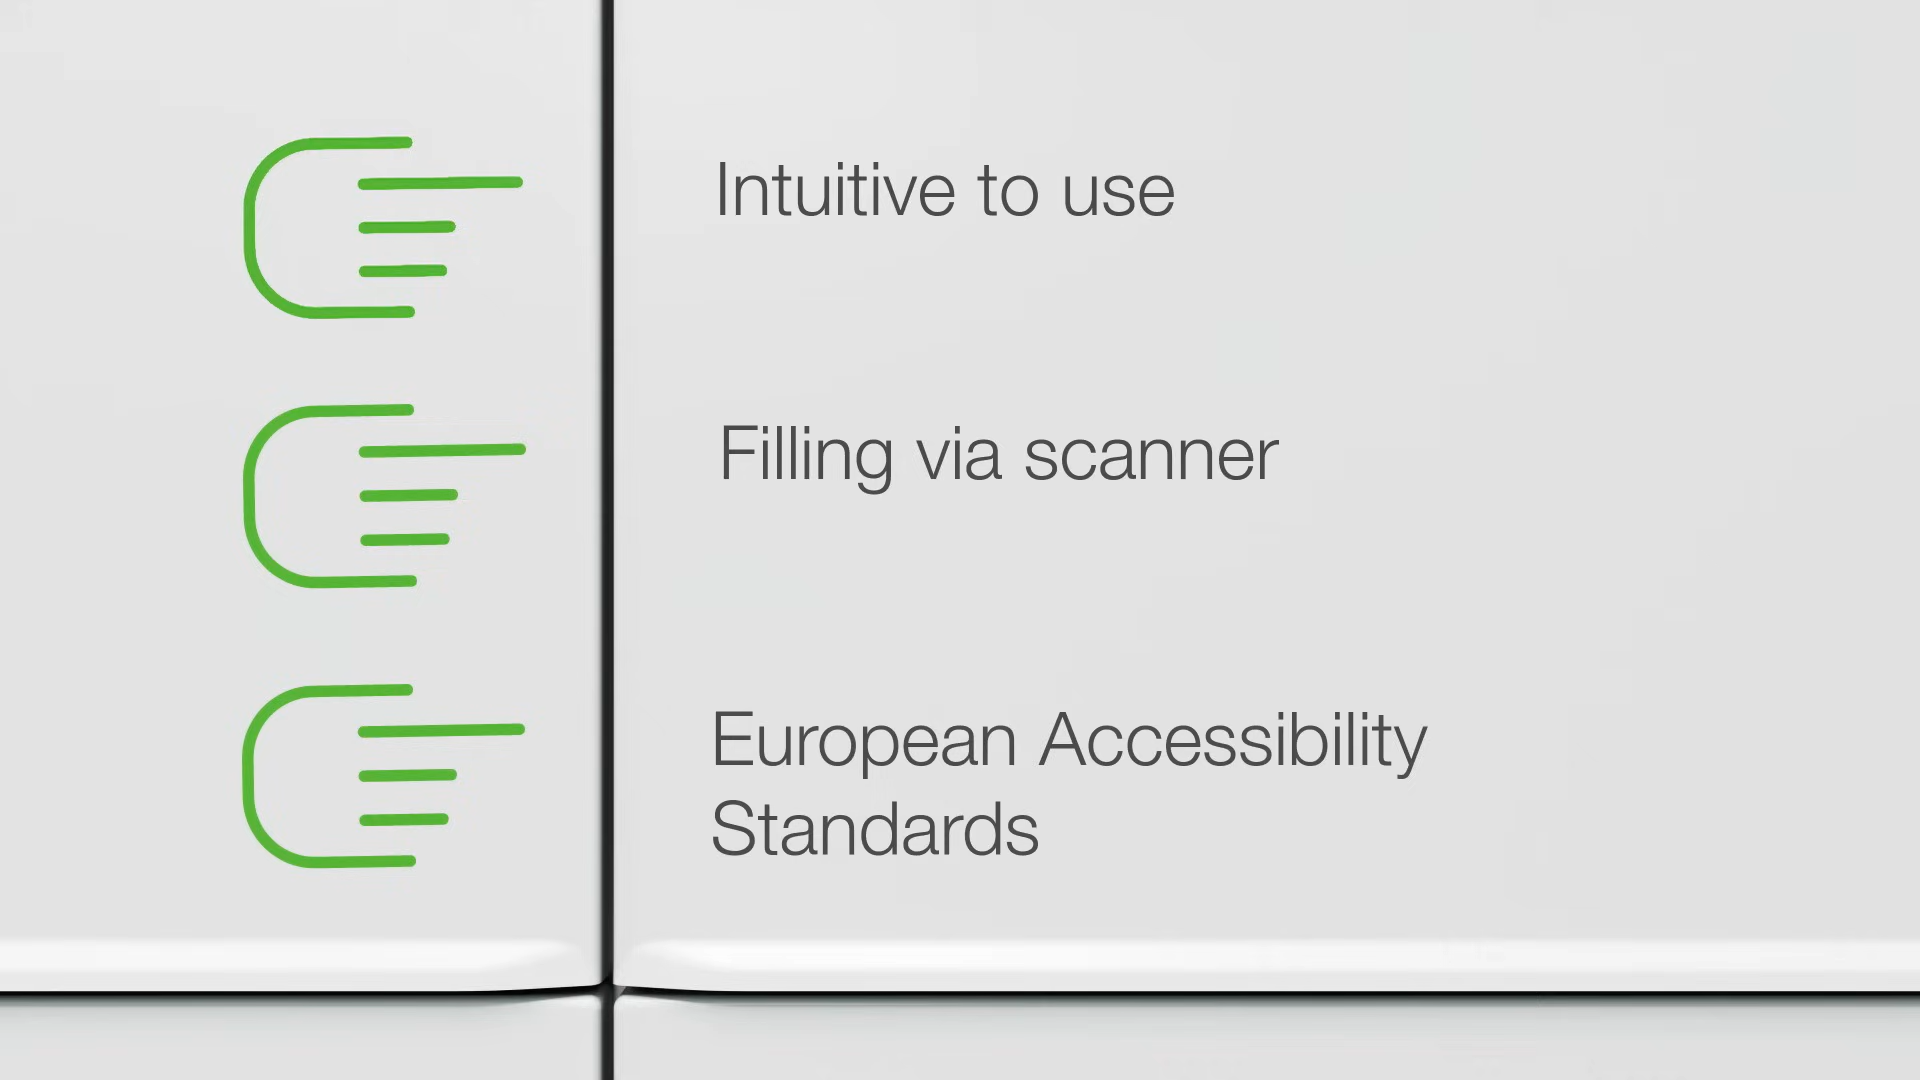 Intuitive to use
Filling via scanner
European Accessibility
Standards